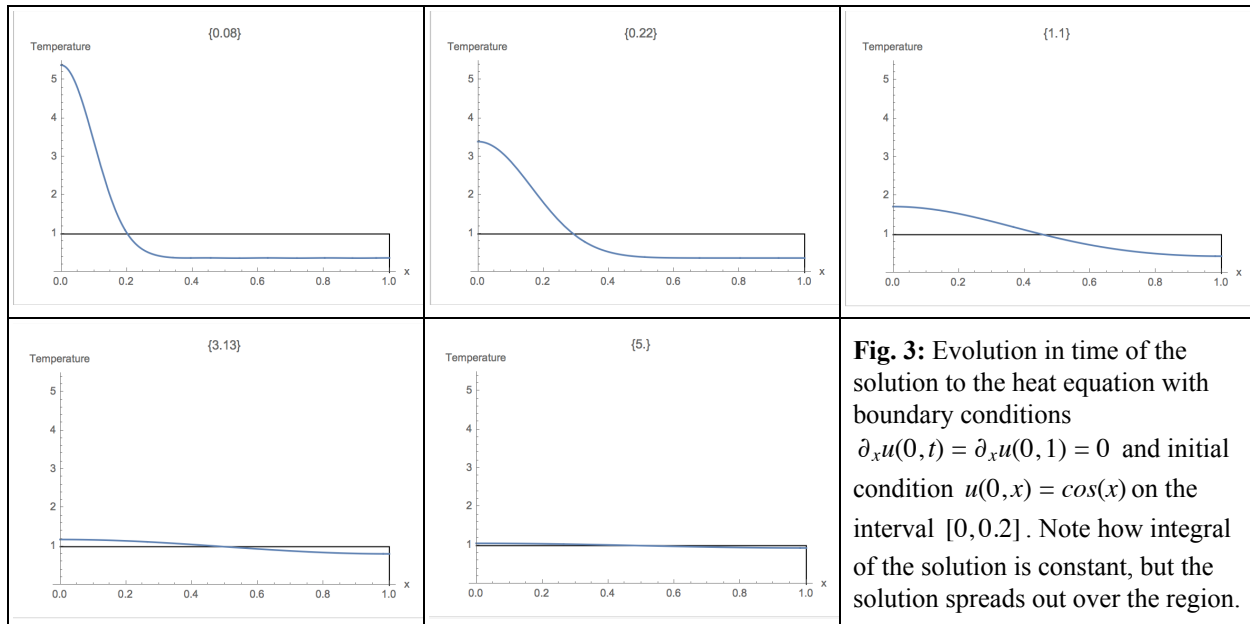 {0.08}
Temperature
5
4
3
2
1
0.0 0.2 0.4 0.6 0.8 1.0
x
{0.22}
Temperature
5
4
3
2
1
0.0 0.2 0.4 0.6 0.8 1.0
x
{1.1}
Temperature
5
4
3
2
1
0.0 0.2 0.4 0.6 0.8 1.0
x
{3.13}
Temperature
5
4
3
2
1
0.0 0.2 0.4 0.6 0.8 1.0
x
{5.}
Temperature
5
4
3
2
1
0.0 0.2 0.4 0.6 0.8 1.0
x
Fig. 3: Evolution in time of the
solution to the heat equation with
boundary conditions
∂ₓu(0,t) = ∂ₓu(0,1) = 0 and initial
condition u(0,x) = cos(x) on the
interval [0,0.2]. Note how integral
of the solution is constant, but the
solution spreads out over the region.